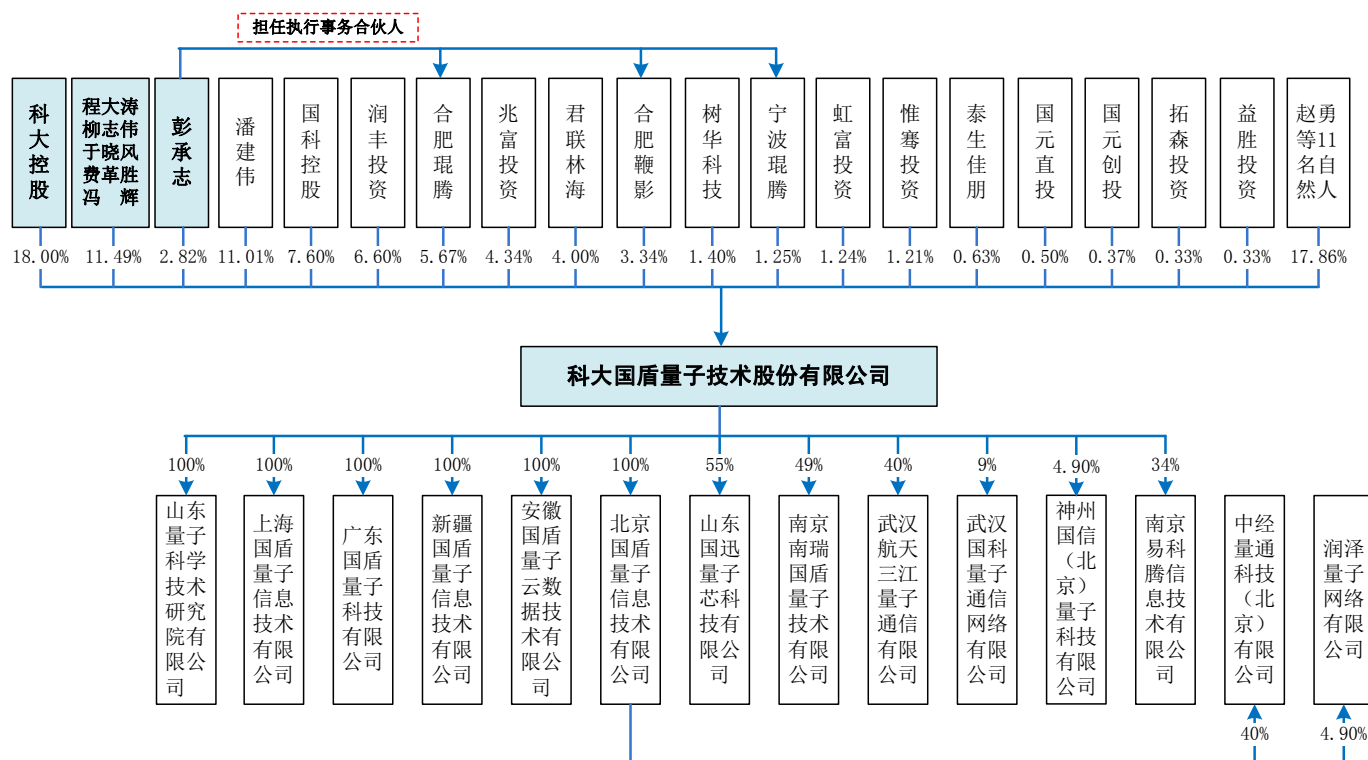 担任执行事务合伙人
科大控股
程大涛
柳志伟
于晓风
费革胜
冯辉
彭承志
潘建伟
国科控股
润丰投资
合肥琨腾
兆富投资
君联林海
合肥鞭影
树华科技
宁波琨腾
虹富投资
惟骞投资
泰生佳朋
国元直投
国元创投
拓森投资
益胜投资
赵勇等11名自然人
18.00%
11.49%
2.82%
11.01%
7.60%
6.60%
5.67%
4.34%
4.00%
3.34%
1.40%
1.25%
1.24%
1.21%
0.63%
0.50%
0.37%
0.33%
0.33%
17.86%
科大国盾量子技术股份有限公司
100%
100%
100%
100%
100%
100%
55%
49%
40%
9%
4.90%
34%
山东
量子
科学
技术
研究
院有
限公
司
上海
国盾
量子
信息
技术
有限
公司
广东
国盾
量子
科技
有限
公司
新疆
国盾
量子
信息
技术
有限
公司
安徽
国盾
量子
云数
据技
术有
限公
司
北京
国盾
量子
信息
技术
有限
公司
山东
国迅
量子
芯科
技有
限公
司
南京
南瑞
国盾
量子
技术
有限
公司
武汉
航天
三江
量子
通信
有限
公司
武汉
国科
量子
通信
网络
有限
公司
神州
国信
（北
京）
量子
科技
有限
公司
南京
易科
腾信
息技
术有
限公
司
中经
量通
科技
（北
京）
有限
公司
润泽
量子
网络
有限
公司
40%
4.90%